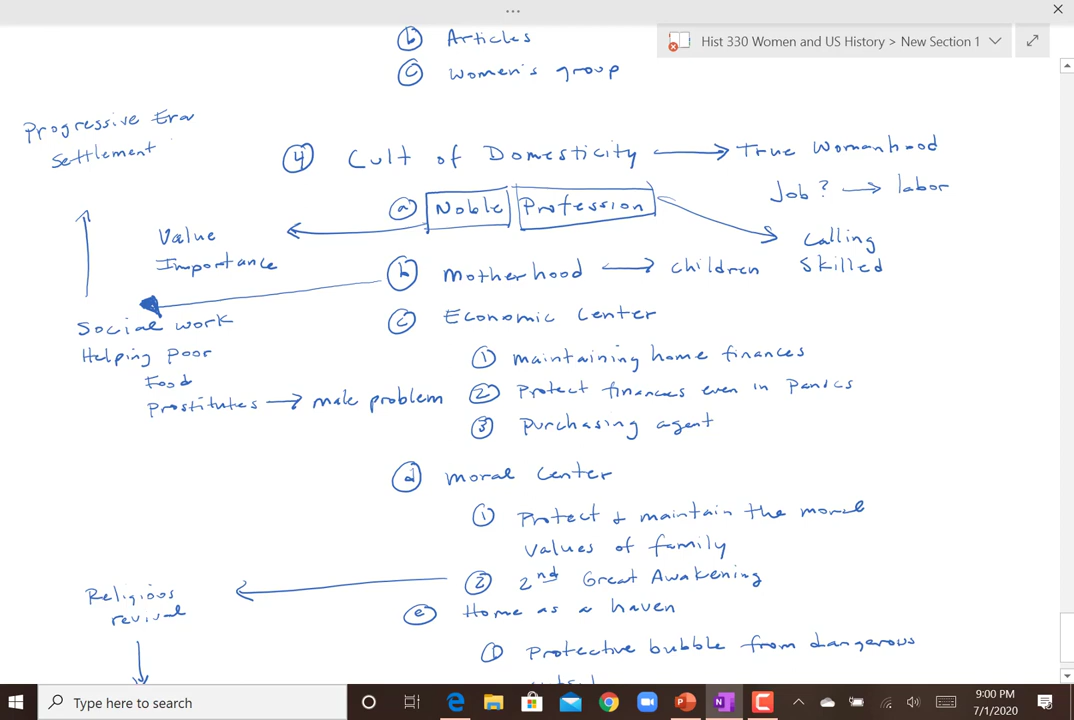 Hist 330 Women and US History > New Section 1
b Articles
c Women's group
Progressive Era
Settlement
4 Cult of Domesticity → True Womanhood
Job? → labor
a Noble Profession
Value
Importance
Calling
Skilled
b Motherhood → children
Social work
Helping Poor
Food
Prostitutes → male problem
c Economic Center
1 maintaining home finances
2 Protect finances even in Panics
3 Purchasing agent
d Moral Center
1 Protect + maintain the moral
values of family
2 2nd Great Awakening
Religious
revival
e Home as a haven
1 Protective bubble from dangerous
Type here to search
9:00 PM
7/1/2020